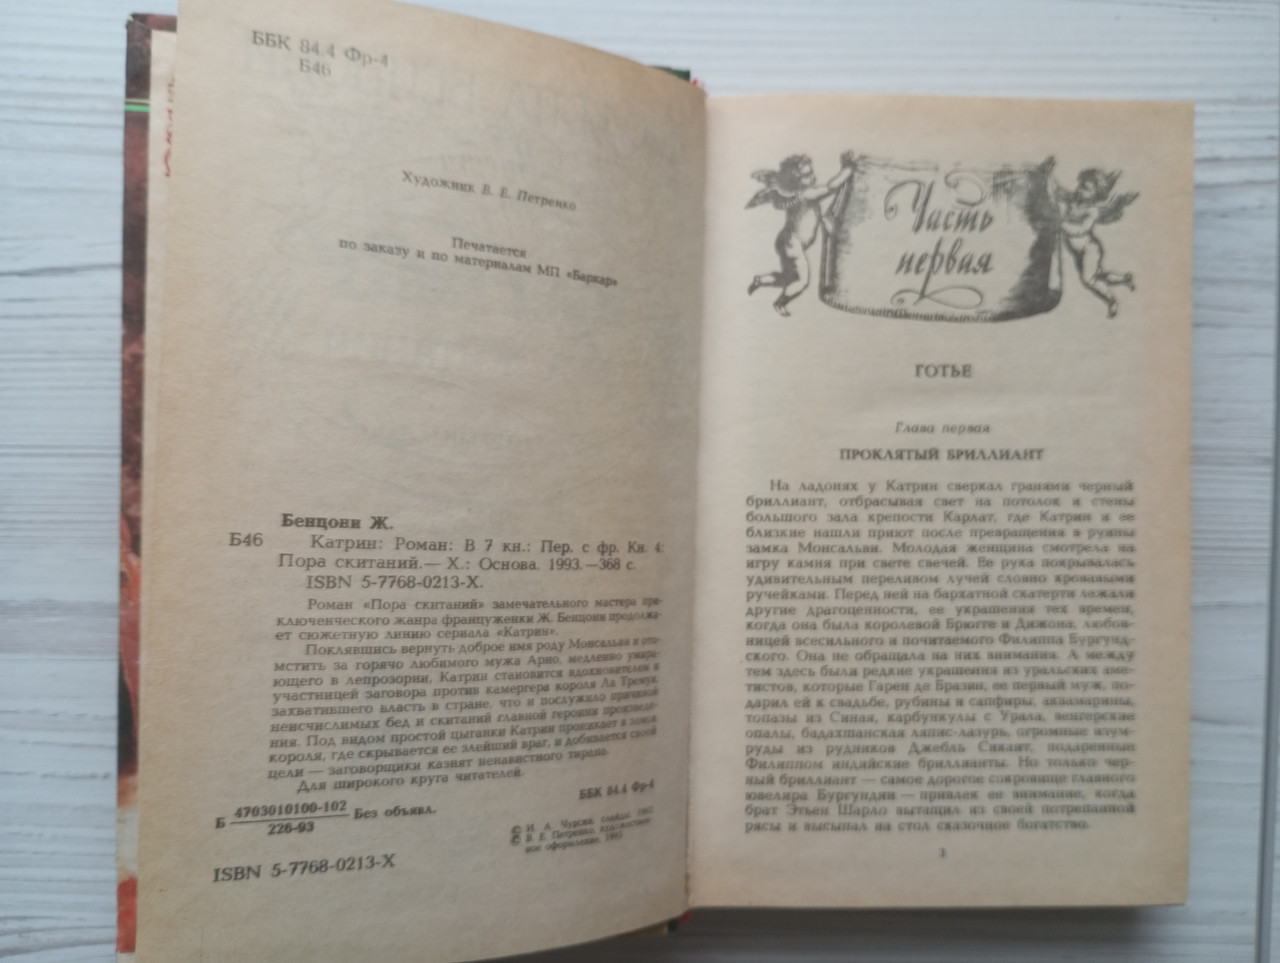 ББК 84.4 Фр-4
Б46
Художник В. Е. Петренко
Печатается
по заказу и по материалам МП «Баркар»
Бенцони Ж.
Б46 Катрин: Роман: В 7 кн.: Пер. с фр. Кн. 4:
Пора скитаний.— Х.: Основа. 1993.—368 с.
ISBN 5-7768-0213-X.
Роман «Пора скитаний» замечательного мастера при-
ключенческого жанра француженки Ж. Бенцони продолжа-
ет сюжетную линию сериала «Катрин».
Поклявшись вернуть доброе имя роду Монсальви и ото-
мстить за горячо любимого мужа Арно, медленно умира-
ющего в лепрозории, Катрин становится вдохновителем и
участницей заговора против камергера короля Ла Тремуя,
захватившего власть в стране, что и послужило причиной
неисчислимых бед и скитаний главной героини произведе-
ния. Под видом простой цыганки Катрин проникает в замок
короля, где скрывается ее злейший враг, и добивается своей
цели — заговорщики казнят ненавистного тирана.
Для широкого круга читателей.
Б 4703010100-102 Без объявл.
226-93
ББК 84.4 Фр-4
© И. А. Чурсин, слайды,
© В. Е. Петренко, художествен-
ное оформление, 1993
ISBN 5-7768-0213-X
Часть
первая
ГОТЬЕ
Глава первая
ПРОКЛЯТЫЙ БРИЛЛИАНТ
На ладонях у Катрин сверкал гранями черный
бриллиант, отбрасывая свет на потолок и стены
большого зала крепости Карлат, где Катрин и ее
близкие нашли приют после превращения в руины
замка Монсальви. Молодая женщина смотрела на
игру камня при свете свечей. Ее рука покрывалась
удивительным переливом лучей словно кровавыми
ручейками. Перед ней на бархатной скатерти лежали
другие драгоценности, ее украшения тех времен,
когда она была королевой Брюгге и Дижона, любов-
ницей всесильного и почитаемого Филиппа Бургунд-
ского. Она не обращала на них внимания. А между
тем здесь были редкие украшения из уральских аме-
тистов, которые Гарен де Бразин, ее первый муж, по-
дарил ей к свадьбе, рубины и сапфиры, аквамарины,
топазы из Синая, карбункулы с Урала, венгерские
опалы, бадахшанская ляпис-лазурь, огромные изум-
руды из рудников Джебль Сикаит, подаренные
Филиппом индийские бриллианты. Но только чер-
ный бриллиант — самое дорогое сокровище главного
ювелира Бургундии — привлек ее внимание, когда
брат Этьен Шарло вытащил из своей потрепанной
рясы и высыпал на стол сказочное богатство.
3